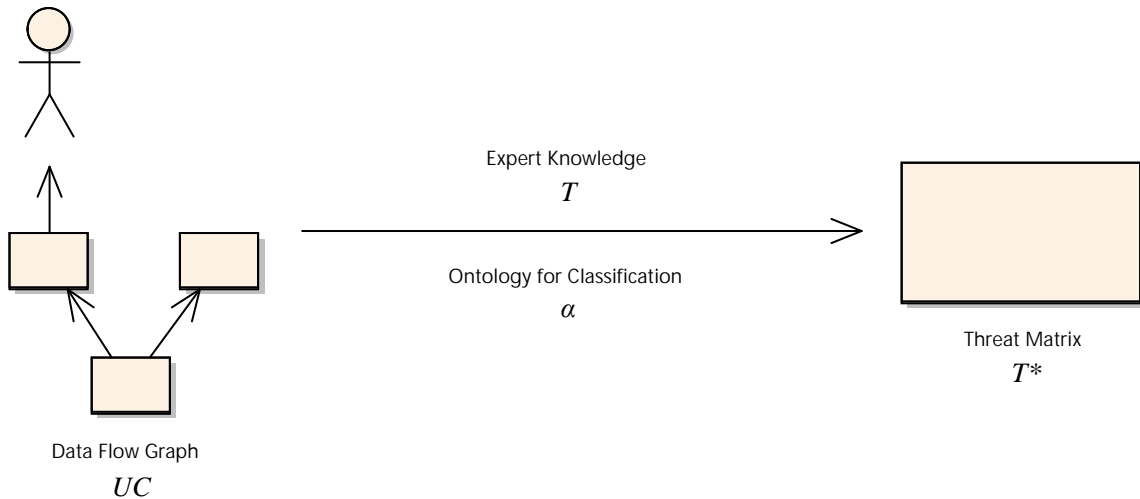 Expert Knowledge
T
Ontology for Classification
α
Threat Matrix
T*
Data Flow Graph
UC